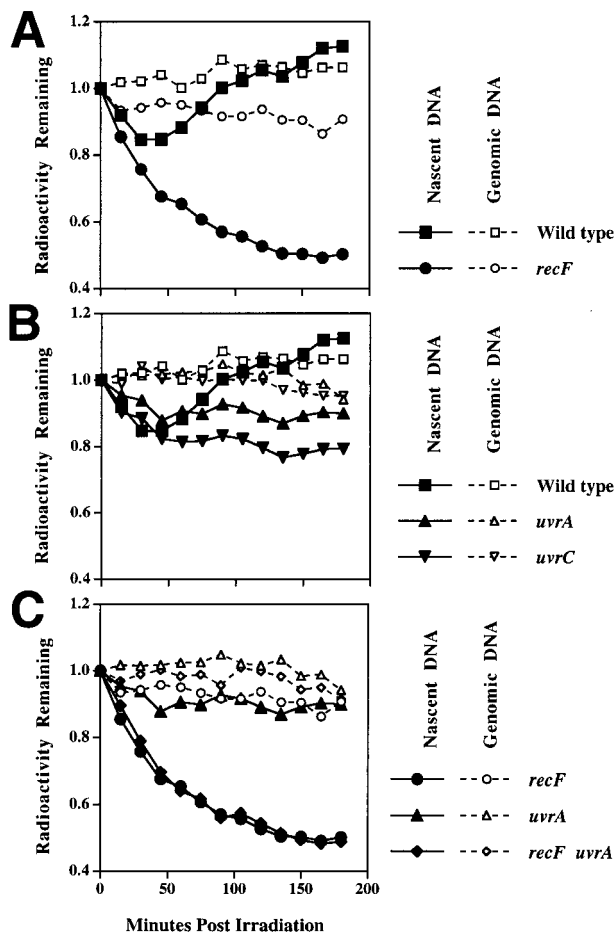 A
Radioactivity Remaining
1.2
1.0
0.8
0.6
0.4
Nascent DNA
Genomic DNA
Wild type
recF
B
Radioactivity Remaining
1.2
1.0
0.8
0.6
0.4
Nascent DNA
Genomic DNA
Wild type
uvrA
uvrC
C
Radioactivity Remaining
1.2
1.0
0.8
0.6
0.4
0 50 100 150 200
Minutes Post Irradiation
Nascent DNA
Genomic DNA
recF
uvrA
recF uvrA